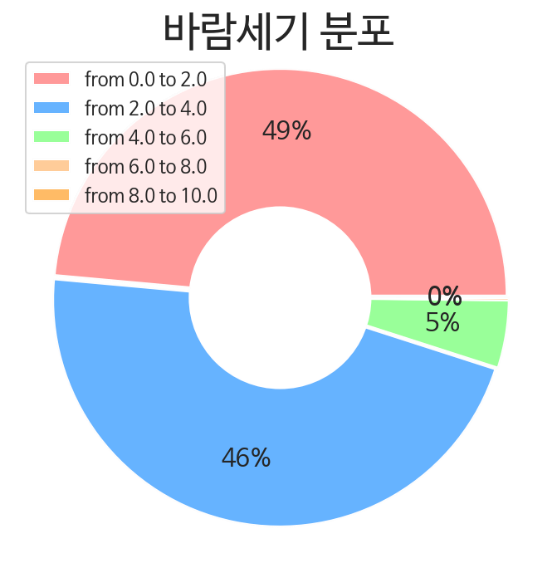 바람세기 분포
from 0.0 to 2.0
from 2.0 to 4.0
from 4.0 to 6.0
from 6.0 to 8.0
from 8.0 to 10.0
49%
0%
5%
46%